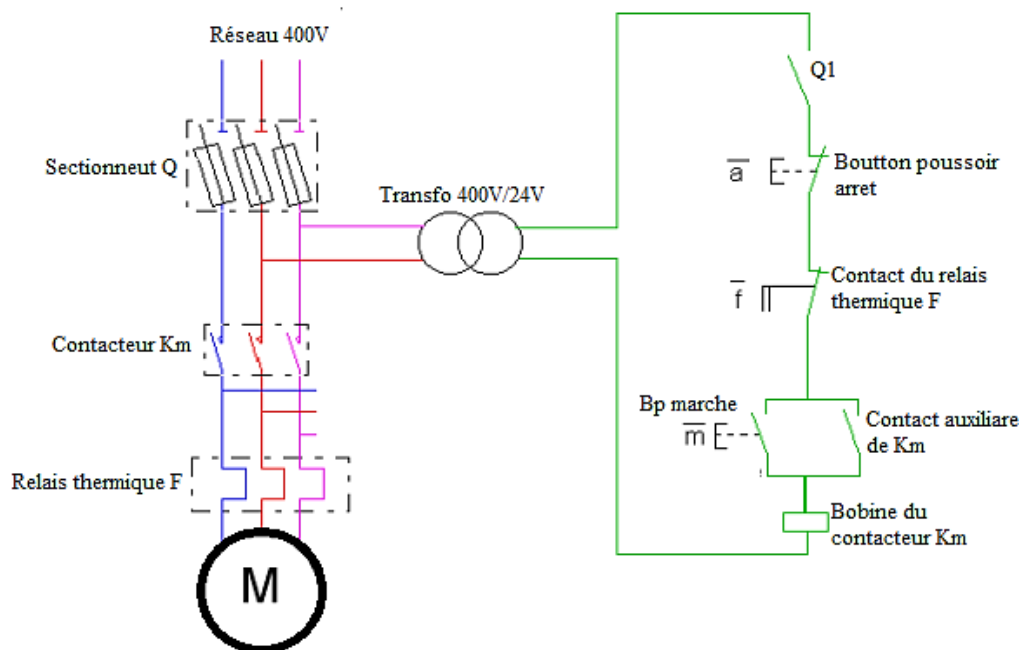 Réseau 400V
Sectionneut Q
Transfo 400V/24V
Contacteur Km
Relais thermique F
M
Q1
a
Boutton poussoir
arret
f
Contact du relais
thermique F
Bp marche
m
Contact auxiliare
de Km
Bobine du
contacteur Km